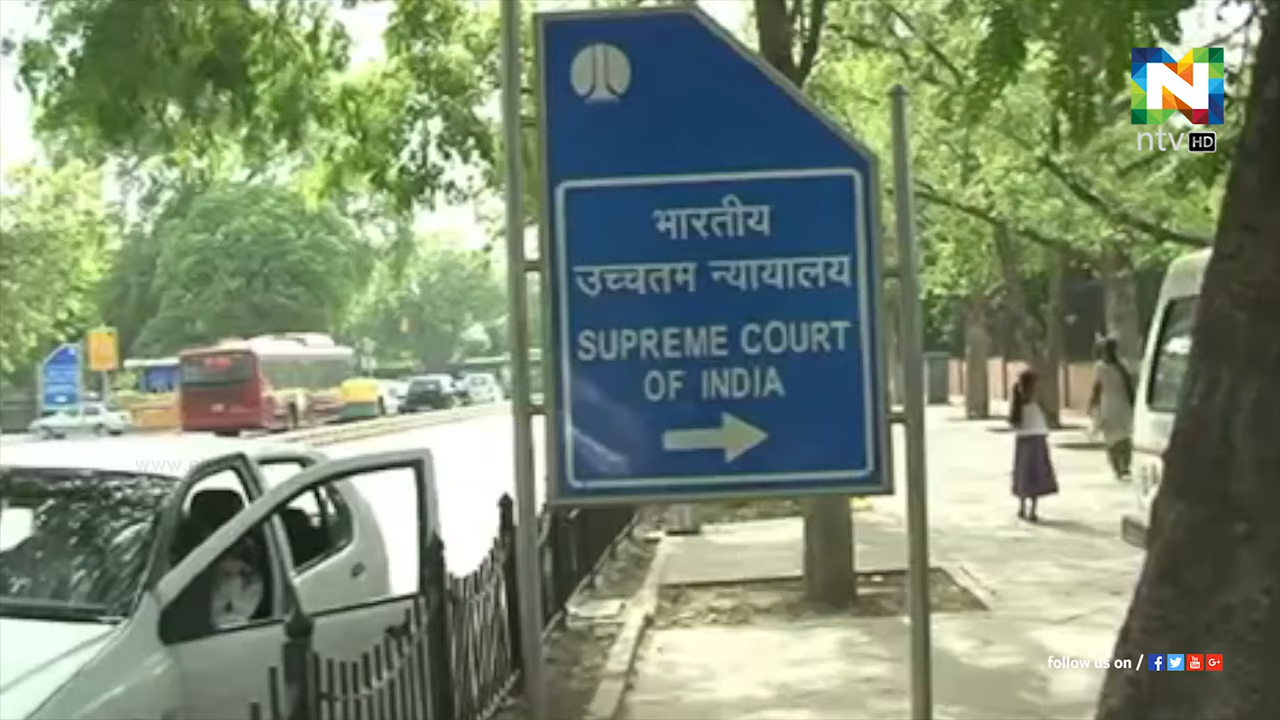 N
ntv HD
भारतीय
उच्चतम न्यायालय
SUPREME COURT
OF INDIA
follow us on /